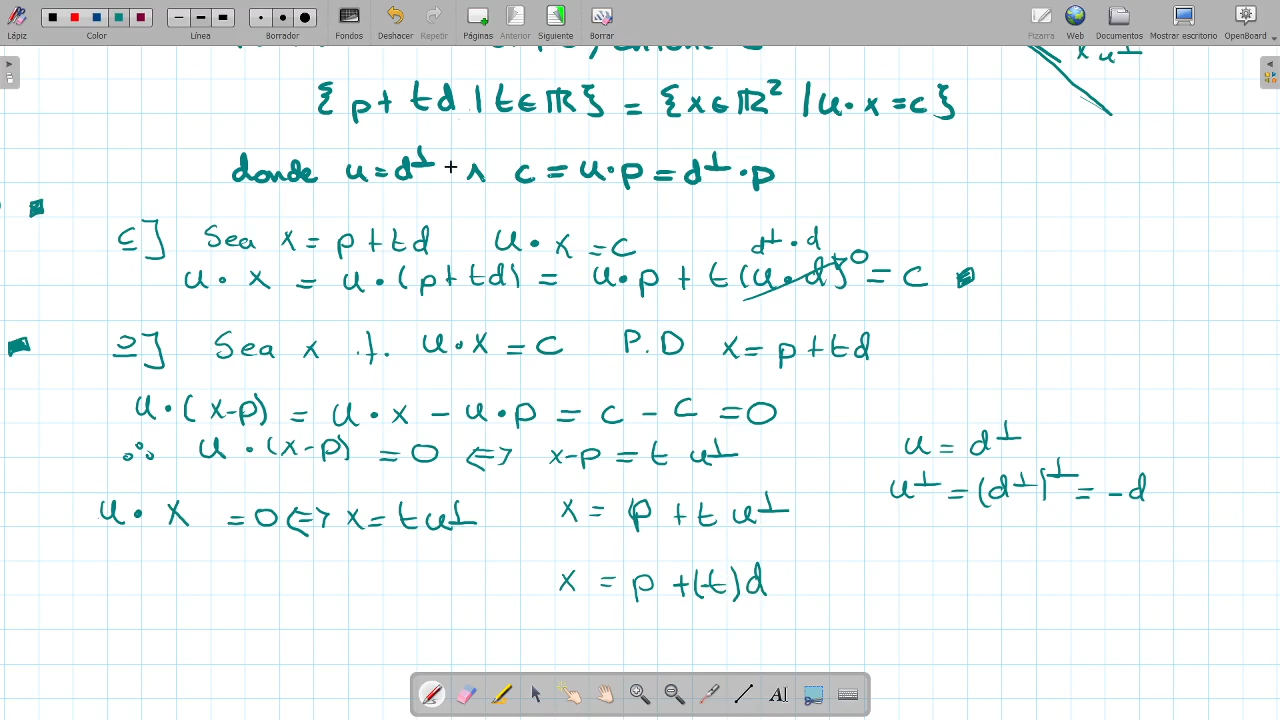 Lápiz Color Línea Borrador Fondos Deshacer Repetir Páginas Anterior Siguiente Borrar Pizarra Web Documentos Mostrar escritorio OpenBoard
x u⊥
{p + td | t ∈ ℝ} = {x ∈ ℝ² | u · x = c}
donde u = d⊥ ∧ c = u · p = d⊥ · p
⊆] Sea x = p + td u · x = c d⊥ · d
u · x = u · (p + td) = u · p + t(u · d)⁰ = c
⊇] Sea x .t. u · x = c P.D x = p + td
u · (x-p) = u · x - u · p = c - c = 0
∴ u · (x-p) = 0 ⟺ x-p = t u⊥
u = d⊥
u⊥ = (d⊥)⊥ = -d
u · x = 0 ⟺ x = t u⊥ x = p + t u⊥
x = p + (t)d